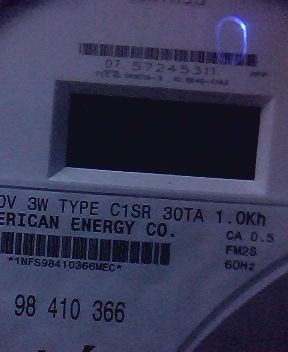 07 57245311
0V 3W TYPE C1SR 30TA 1.0Kh
ERICAN ENERGY CO.
CA 0.5
*1NFS98410366MEC*
FM2S
60Hz
98 410 366